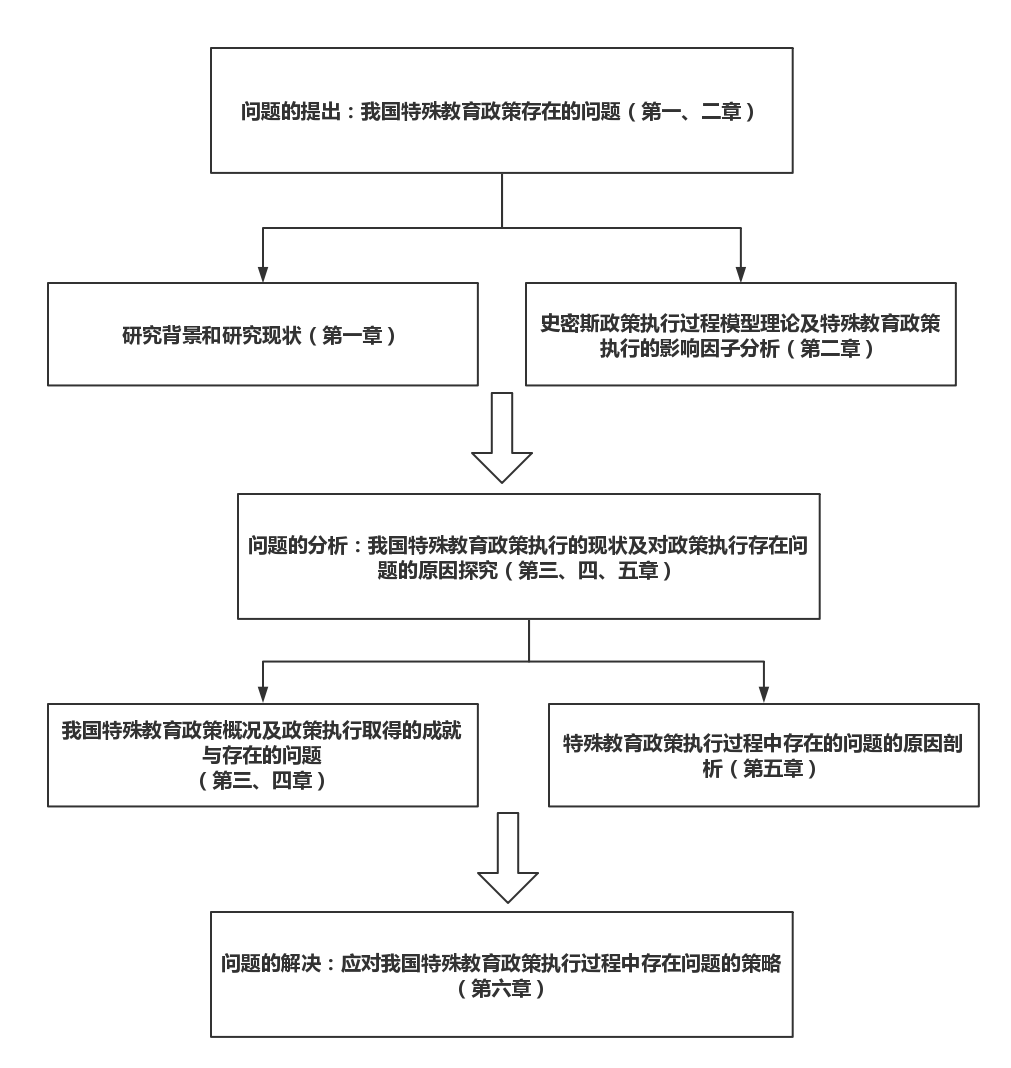 问题的提出：我国特殊教育政策存在的问题（第一、二章）
研究背景和研究现状（第一章）
史密斯政策执行过程模型理论及特殊教育政策
执行的影响因子分析（第二章）
问题的分析：我国特殊教育政策执行的现状及对政策执行存在问
题的原因探究（第三、四、五章）
我国特殊教育政策概况及政策执行取得的成就
与存在的问题
（第三、四章）
特殊教育政策执行过程中存在的问题的原因剖
析（第五章）
问题的解决：应对我国特殊教育政策执行过程中存在问题的策略
（第六章）